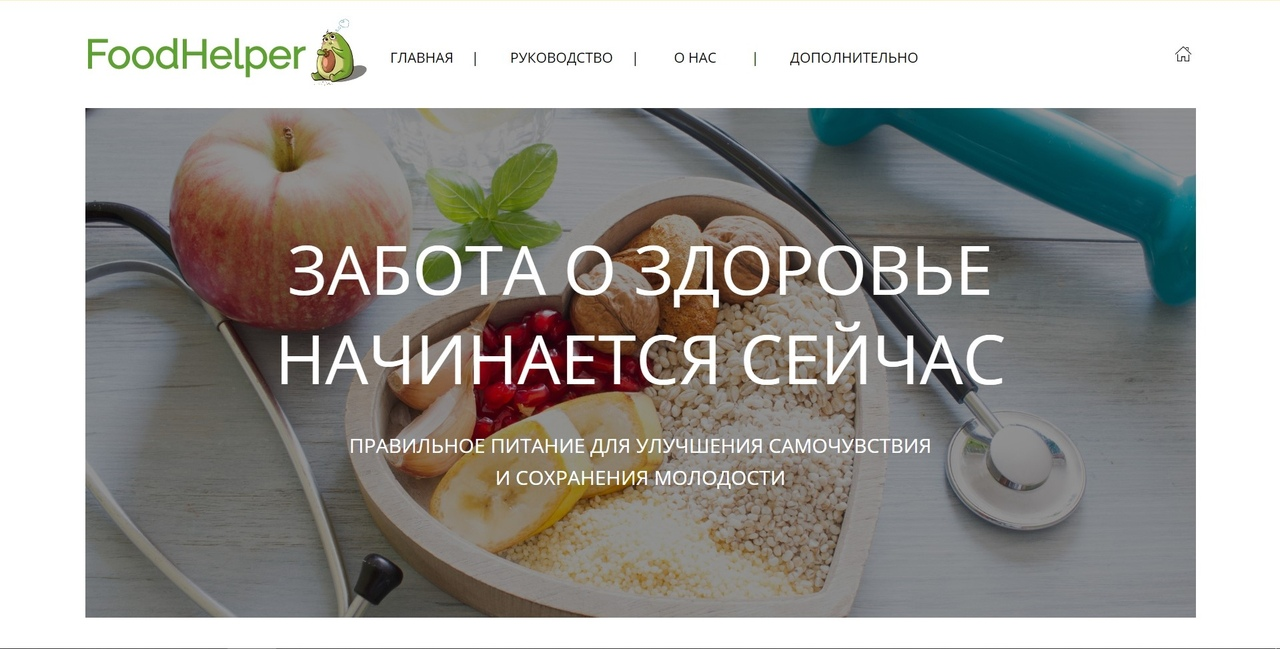 FoodHelper
ГЛАВНАЯ | РУКОВОДСТВО | О НАС | ДОПОЛНИТЕЛЬНО
ЗАБОТА О ЗДОРОВЬЕ
НАЧИНАЕТСЯ СЕЙЧАС
ПРАВИЛЬНОЕ ПИТАНИЕ ДЛЯ УЛУЧШЕНИЯ САМОЧУВСТВИЯ
И СОХРАНЕНИЯ МОЛОДОСТИ